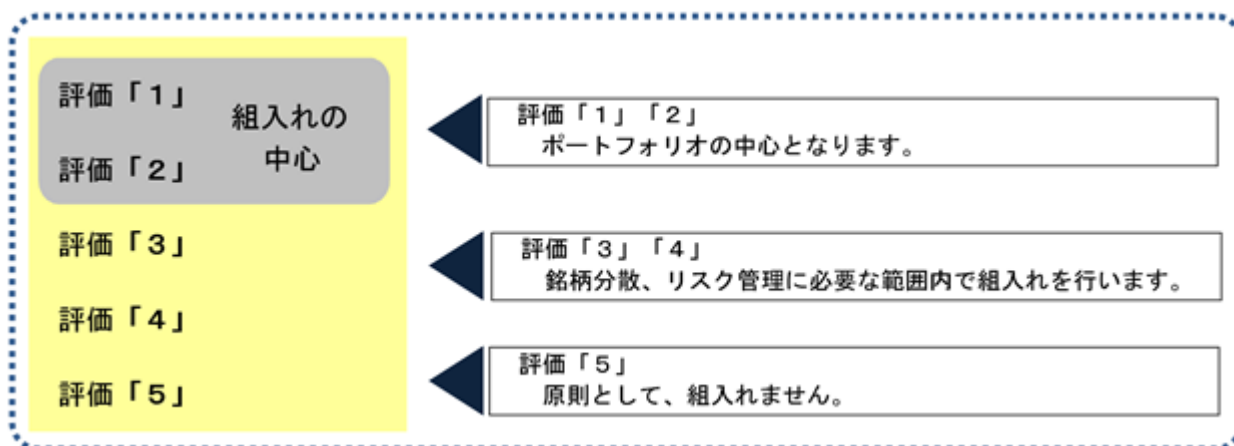 評価「１」
評価「２」
組入れの
中心
評価「３」
評価「４」
評価「５」
評価「１」「２」
ポートフォリオの中心となります。
評価「３」「４」
銘柄分散、リスク管理に必要な範囲内で組入れを行います。
評価「５」
原則として、組入れません。